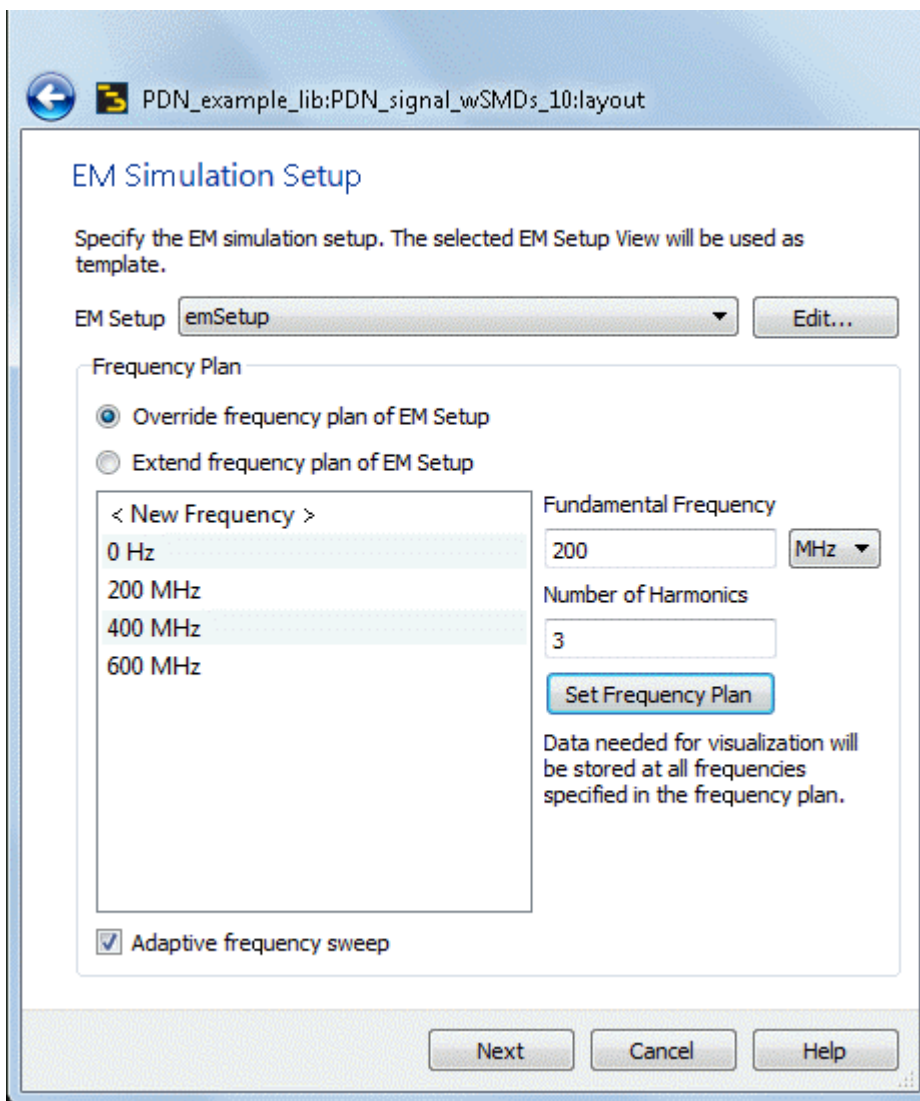 PDN_example_lib:PDN_signal_wSMDs_10:layout
EM Simulation Setup
Specify the EM simulation setup. The selected EM Setup View will be used as
template.
EM Setup emSetup Edit...
Frequency Plan
Override frequency plan of EM Setup
Extend frequency plan of EM Setup
< New Frequency >
0 Hz
200 MHz
400 MHz
600 MHz
Fundamental Frequency
200 MHz
Number of Harmonics
3
Set Frequency Plan
Data needed for visualization will
be stored at all frequencies
specified in the frequency plan.
Adaptive frequency sweep
Next Cancel Help